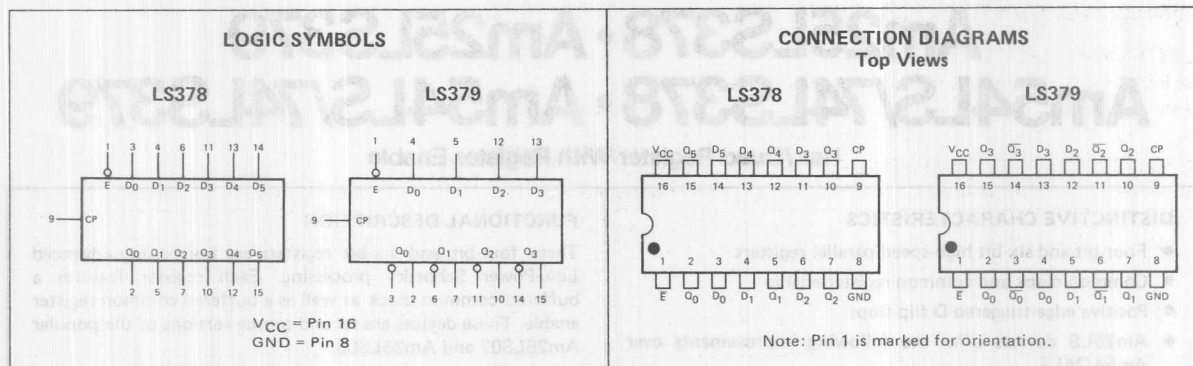 LOGIC SYMBOLS
LS378
LS379
1 3 4 6 11 13 14
E D0 D1 D2 D3 D4 D5
9 CP
Q0 Q1 Q2 Q3 Q4 Q5
2 5 7 10 12 15
1 4 5 12 13
E D0 D1 D2 D3
9 CP
Q0 Q1 Q2 Q3
3 2 6 7 11 10 14 15
VCC = Pin 16
GND = Pin 8
CONNECTION DIAGRAMS
Top Views
LS378
LS379
VCC Q5 D5 D4 Q4 D3 Q3 CP
16 15 14 13 12 11 10 9
1 2 3 4 5 6 7 8
E Q0 D0 D1 Q1 D2 Q2 GND
VCC Q3 Q̅3 D3 D2 Q̅2 Q2 CP
16 15 14 13 12 11 10 9
1 2 3 4 5 6 7 8
E Q0 Q̅0 D0 D1 Q̅1 Q1 GND
Note: Pin 1 is marked for orientation.